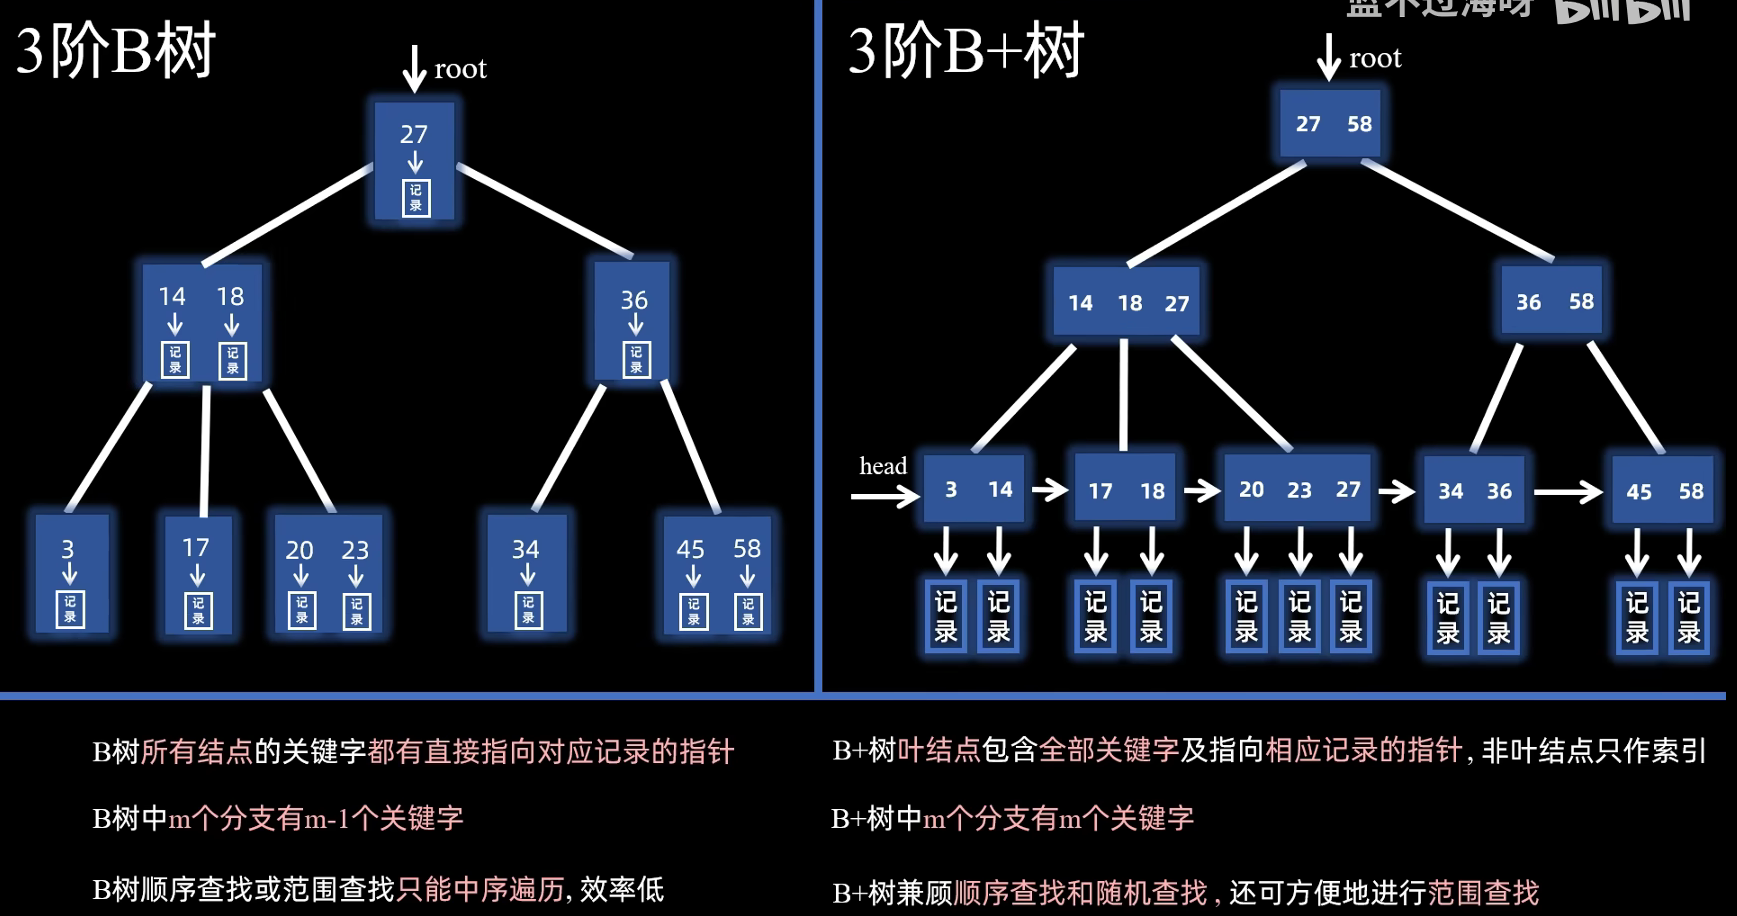 蓝不过海呀 bilibili
3阶B树
root
27
记录
14 18
记录 记录
36
记录
3
记录
17
记录
20 23
记录 记录
34
记录
45 58
记录 记录
3阶B+树
root
27 58
14 18 27
36 58
head
3 14
17 18
20 23 27
34 36
45 58
记录 记录 记录 记录 记录 记录 记录 记录 记录 记录 记录
B树所有结点的关键字都有直接指向对应记录的指针
B树中m个分支有m-1个关键字
B树顺序查找或范围查找只能中序遍历, 效率低
B+树叶结点包含全部关键字及指向相应记录的指针, 非叶结点只作索引
B+树中m个分支有m个关键字
B+树兼顾顺序查找和随机查找, 还可方便地进行范围查找